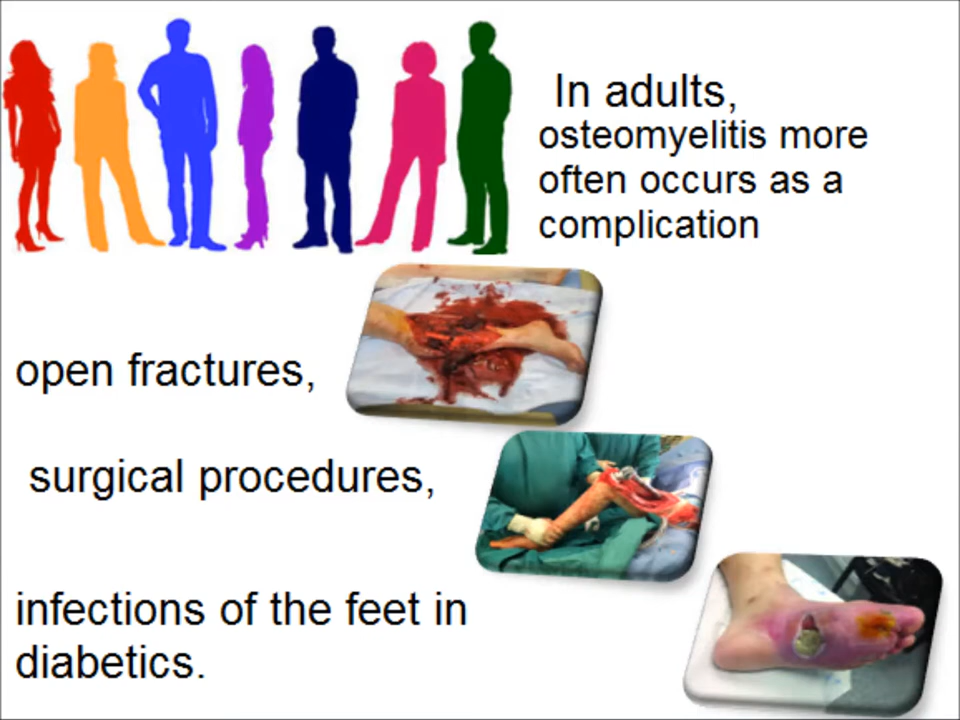 In adults,
osteomyelitis more
often occurs as a
complication
open fractures,
surgical procedures,
infections of the feet in
diabetics.